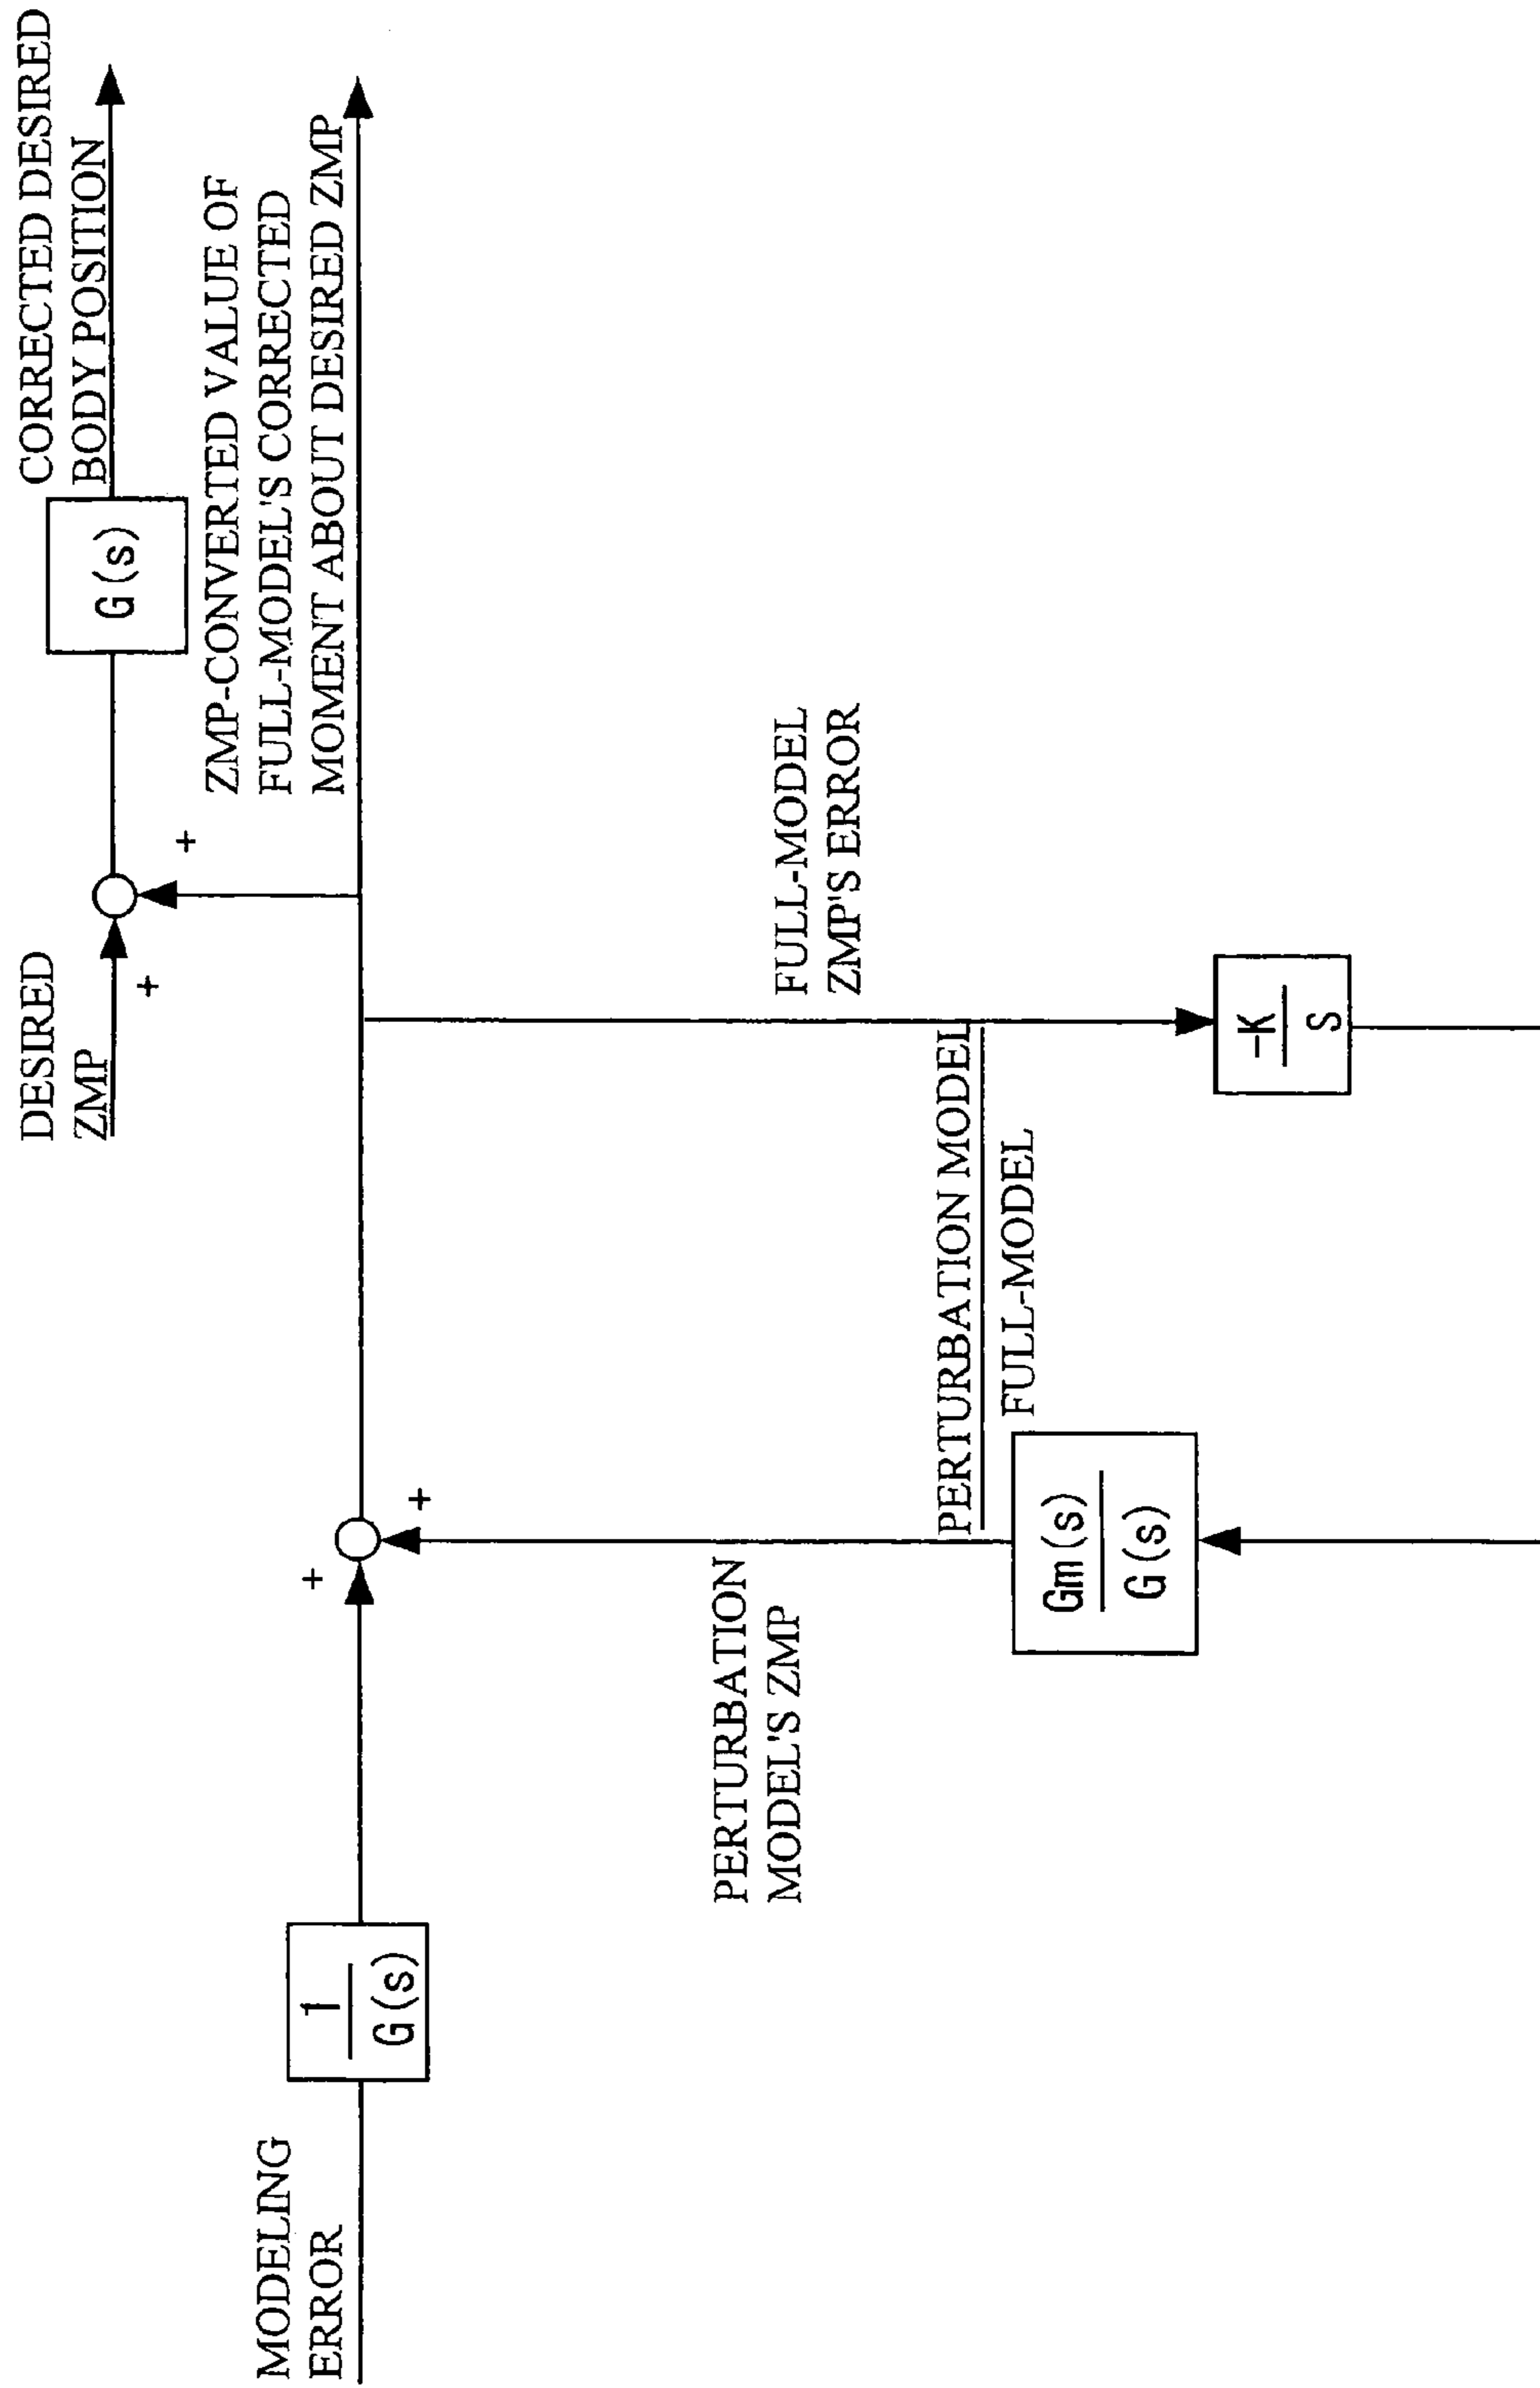 DESIRED
ZMP
+
+
G(s)
CORRECTED DESIRED
BODY POSITION
ZMP-CONVERTED VALUE OF
FULL-MODEL'S CORRECTED
MOMENT ABOUT DESIRED ZMP
MODELING
ERROR
1
G(s)
+
+
PERTURBATION
MODEL'S ZMP
FULL-MODEL
ZMP'S ERROR
PERTURBATION MODEL
FULL-MODEL
Gm(s)
G(s)
-K
S